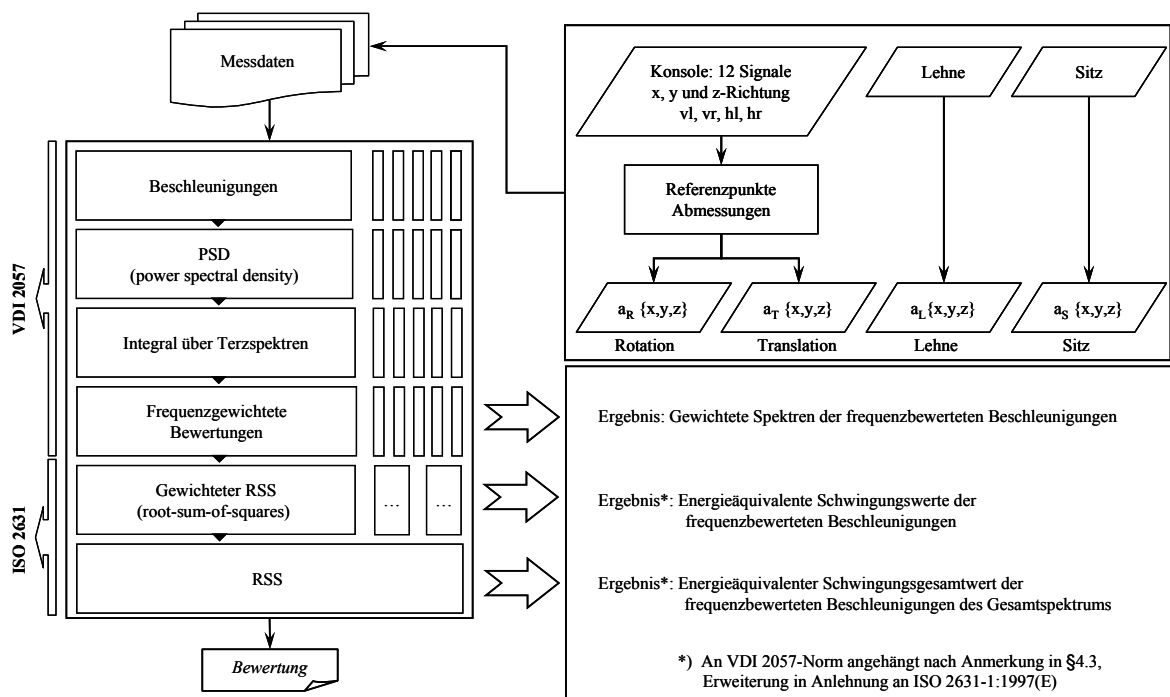 Messdaten
Konsole: 12 Signale
x, y und z-Richtung
vl, vr, hl, hr
Lehne
Sitz
Referenzpunkte
Abmessungen
a_R {x,y,z}
a_T {x,y,z}
a_L{x,y,z}
a_S {x,y,z}
Rotation
Translation
Lehne
Sitz
VDI 2057
Beschleunigungen
PSD
(power spectral density)
Integral über Terzspektren
Frequenzgewichtete
Bewertungen
ISO 2631
Gewichteter RSS
(root-sum-of-squares)
...
...
RSS
Bewertung
Ergebnis: Gewichtete Spektren der frequenzbewerteten Beschleunigungen
Ergebnis*: Energieäquivalente Schwingungswerte der
frequenzbewerteten Beschleunigungen
Ergebnis*: Energieäquivalenter Schwingungsgesamtwert der
frequenzbewerteten Beschleunigungen des Gesamtspektrums
*) An VDI 2057-Norm angehängt nach Anmerkung in §4.3,
Erweiterung in Anlehnung an ISO 2631-1:1997(E)